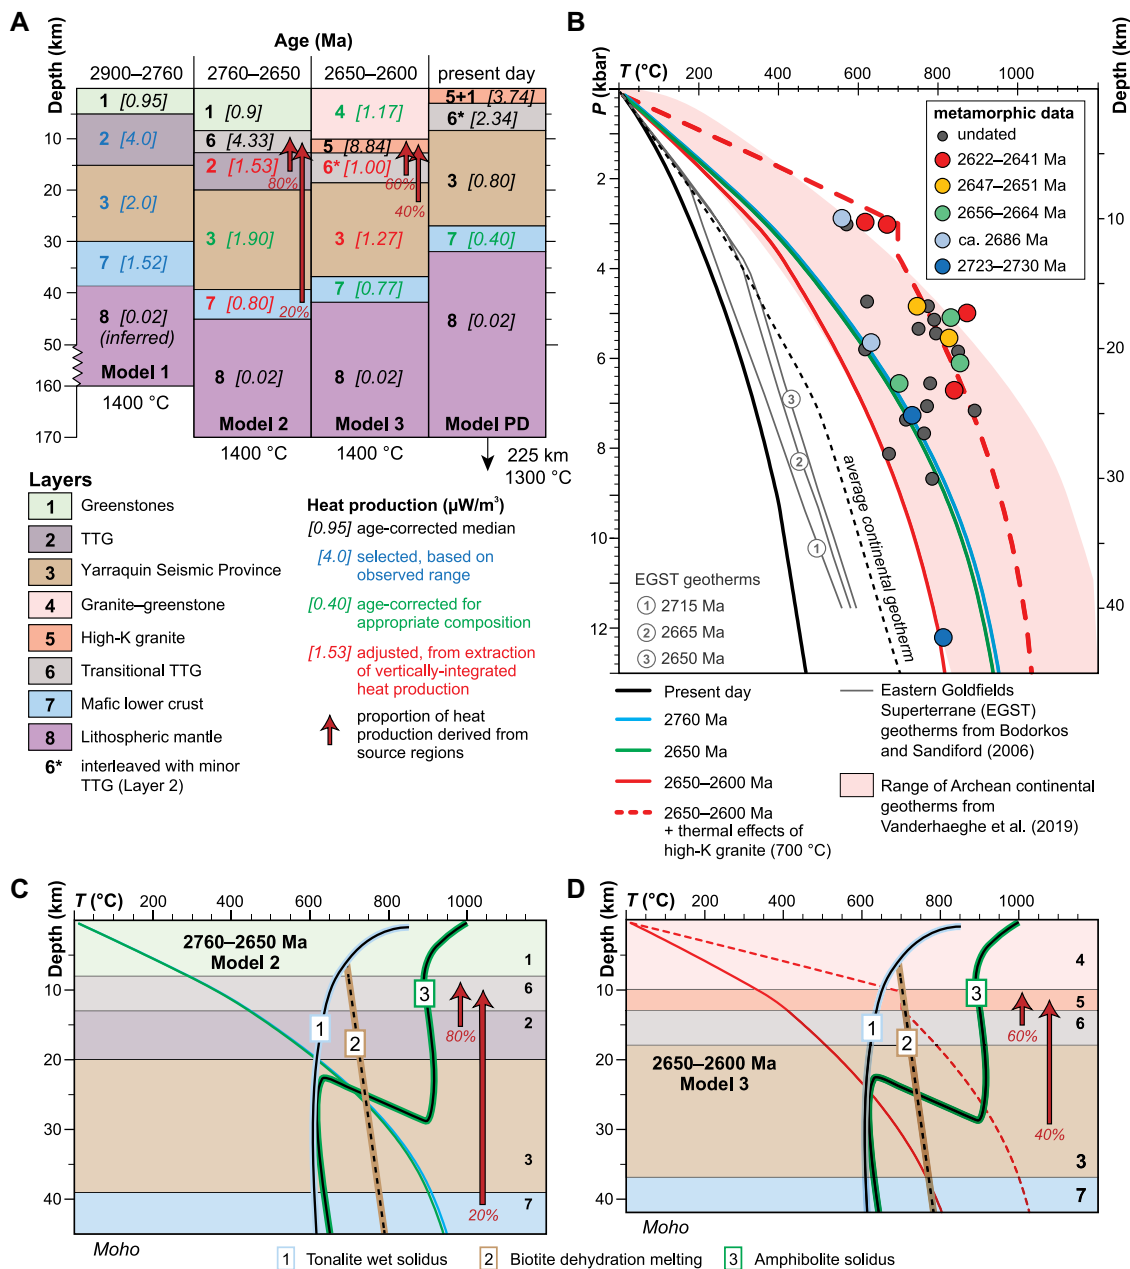 A
Age (Ma)
Depth (km)
2900–2760
2760–2650
2650–2600
present day
0
10
20
30
40
50
160
170
1 [0.95]
2 [4.0]
3 [2.0]
7 [1.52]
8 [0.02]
(inferred)
Model 1
1400 °C
1 [0.9]
6 [4.33]
2 [1.53]
80%
3 [1.90]
7 [0.80]
20%
8 [0.02]
Model 2
1400 °C
4 [1.17]
5 [8.84]
6* [1.00]
60%
40%
3 [1.27]
7 [0.77]
8 [0.02]
Model 3
1400 °C
5+1 [3.74]
6* [2.34]
3 [0.80]
7 [0.40]
8 [0.02]
Model PD
225 km
1300 °C
Layers
1 Greenstones
2 TTG
3 Yarraquin Seismic Province
4 Granite–greenstone
5 High-K granite
6 Transitional TTG
7 Mafic lower crust
8 Lithospheric mantle
6* interleaved with minor
TTG (Layer 2)
Heat production (µW/m³)
[0.95] age-corrected median
[4.0] selected, based on
observed range
[0.40] age-corrected for
appropriate composition
[1.53] adjusted, from extraction
of vertically-integrated
heat production
proportion of heat
production derived from
source regions
B
P (kbar)
T (°C)
200
400
600
800
1000
Depth (km)
2
4
6
8
10
12
10
20
30
40
metamorphic data
undated
2622–2641 Ma
2647–2651 Ma
2656–2664 Ma
ca. 2686 Ma
2723–2730 Ma
3
2
1
average continental geotherm
EGST geotherms
1 2715 Ma
2 2665 Ma
3 2650 Ma
Present day
2760 Ma
2650 Ma
2650–2600 Ma
2650–2600 Ma
+ thermal effects of
high-K granite (700 °C)
Eastern Goldfields
Superterrane (EGST)
geotherms from Bodorkos
and Sandiford (2006)
Range of Archean continental
geotherms from
Vanderhaeghe et al. (2019)
C
Depth (km)
T (°C)
200
400
600
800
1000
0
10
20
30
40
2760–2650 Ma
Model 2
1
2
3
1
6
2
3
7
80%
20%
Moho
D
Depth (km)
T (°C)
200
400
600
800
1000
0
10
20
30
40
2650–2600 Ma
Model 3
1
2
3
4
5
6
3
7
60%
40%
Moho
1 Tonalite wet solidus
2 Biotite dehydration melting
3 Amphibolite solidus